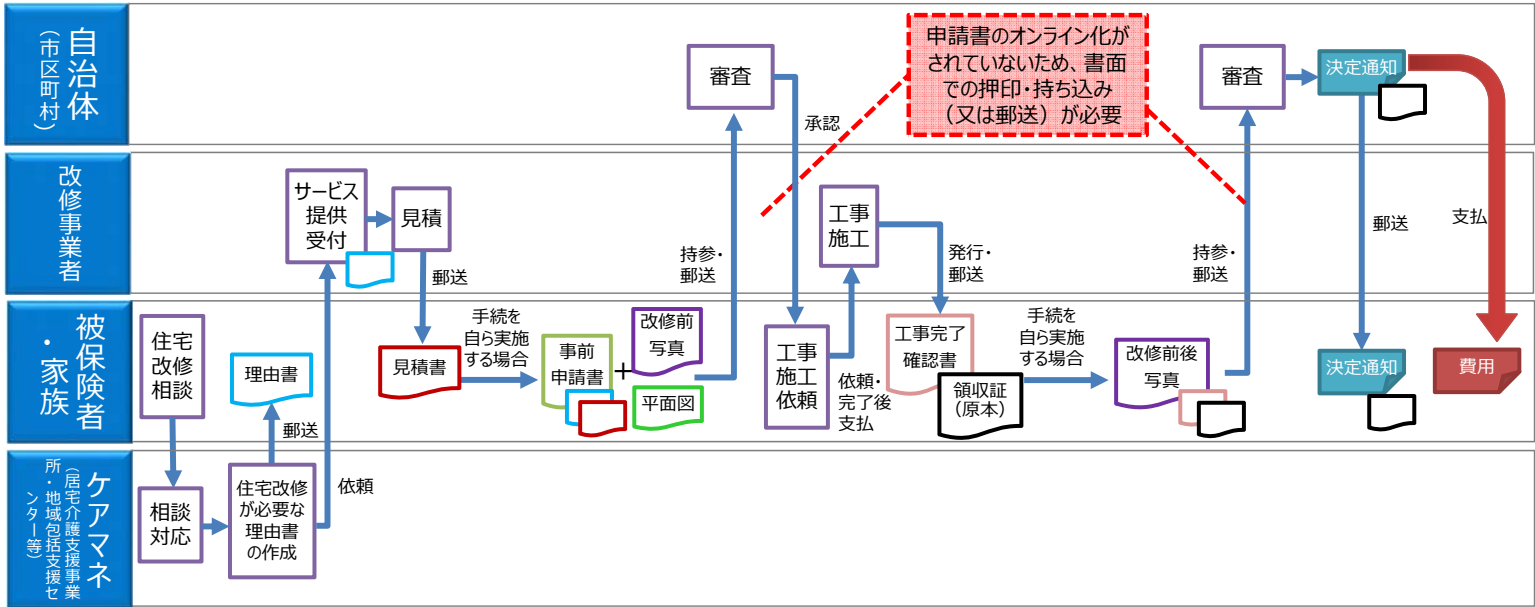 自治体
（市区町村）
審査
承認
申請書のオンライン化が
されていないため、書面
での押印・持ち込み
（又は郵送）が必要
審査
決定通知
改修事業者
サービス
提供
受付
見積
郵送
持参・
郵送
工事
施工
発行・
郵送
持参・
郵送
郵送
支払
被保険者
・家族
住宅
改修
相談
理由書
郵送
見積書
手続を
自ら実施
する場合
事前
申請書
+
改修前
写真
平面図
工事
施工
依頼
依頼・
完了後
支払
工事完了
確認書
領収証
（原本）
手続を
自ら実施
する場合
改修前後
写真
決定通知
費用
ケアマネ
（居宅介護支援事業
所・地域包括支援セ
ンター等）
相談
対応
住宅改修
が必要な
理由書
の作成
依頼